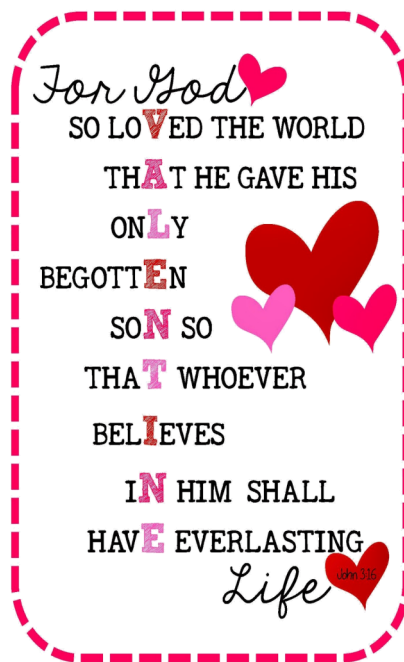 For God
SO LOVED THE WORLD
THAT HE GAVE HIS
ONLY
BEGOTTEN
SON SO
THAT WHOEVER
BELIEVES
IN HIM SHALL
HAVE EVERLASTING
Life
John 3:16